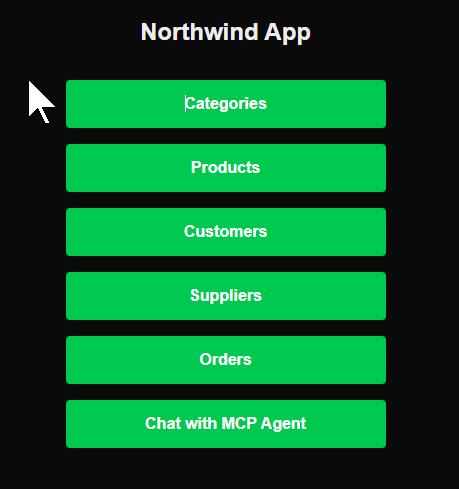 Northwind App
Categories
Products
Customers
Suppliers
Orders
Chat with MCP Agent